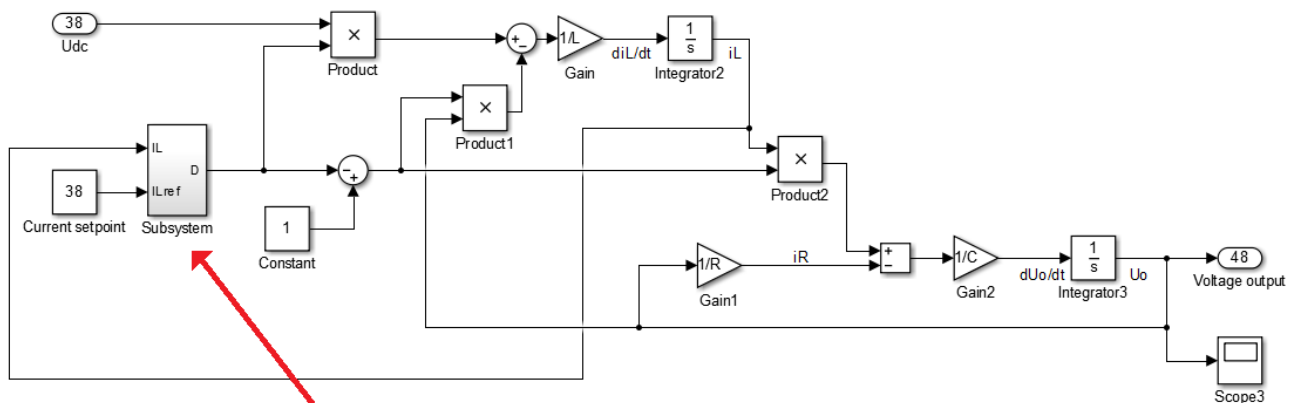 38
Udc
×
Product
1/L
Gain
diL/dt
1
s
Integrator2
iL
×
Product1
IL
ILref
D
Subsystem
38
Current setpoint
1
Constant
×
Product2
1/R
Gain1
iR
1/C
Gain2
dUo/dt
1
s
Integrator3
Uo
48
Voltage output
Scope3